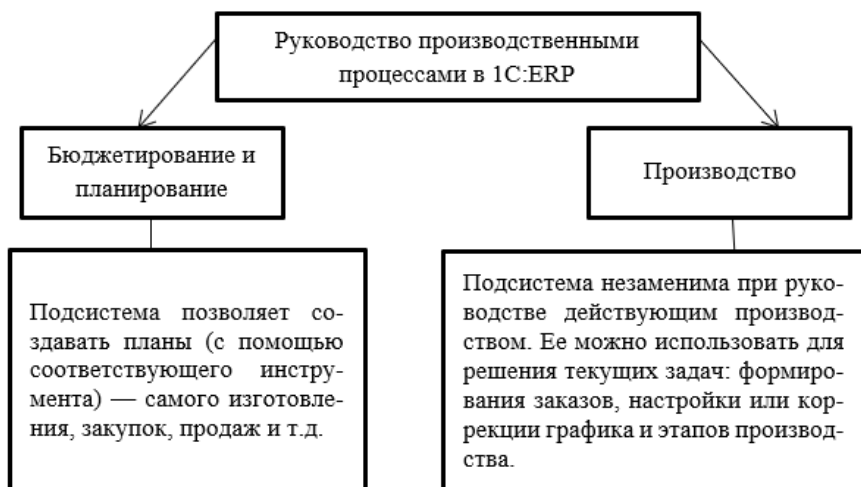 Руководство производственными
процессами в 1С:ERP
Бюджетирование и
планирование
Производство
Подсистема позволяет со-
здавать планы (с помощью
соответствующего инстру-
мента) — самого изготовле-
ния, закупок, продаж и т.д.
Подсистема незаменима при руко-
водстве действующим производ-
ством. Ее можно использовать для
решения текущих задач: формиро-
вания заказов, настройки или кор-
рекции графика и этапов производ-
ства.